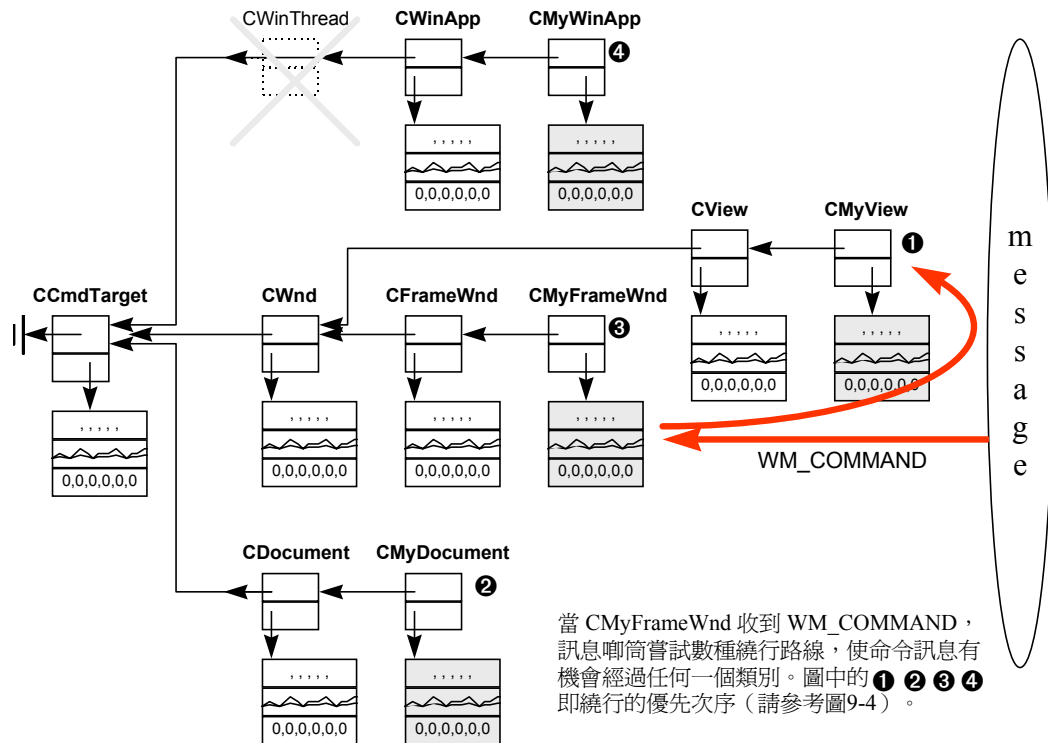 CWinThread
CWinApp
CMyWinApp
❹
, , , , ,
0,0,0,0,0,0
, , , , ,
0,0,0,0,0,0
CView
CMyView
❶
, , , , ,
0,0,0,0,0,0
, , , , ,
0,0,0,0,0,0
CCmdTarget
, , , , ,
0,0,0,0,0,0
CWnd
CFrameWnd
CMyFrameWnd
❸
, , , , ,
0,0,0,0,0,0
, , , , ,
0,0,0,0,0,0
, , , , ,
0,0,0,0,0,0
WM_COMMAND
message
CDocument
CMyDocument
❷
, , , , ,
0,0,0,0,0,0
, , , , ,
0,0,0,0,0,0
當 CMyFrameWnd 收到 WM_COMMAND，
訊息唧筒嘗試數種繞行路線，使命令訊息有
機會經過任何一個類別。圖中的 ❶ ❷ ❸ ❹
即繞行的優先次序（請參考圖9-4）。